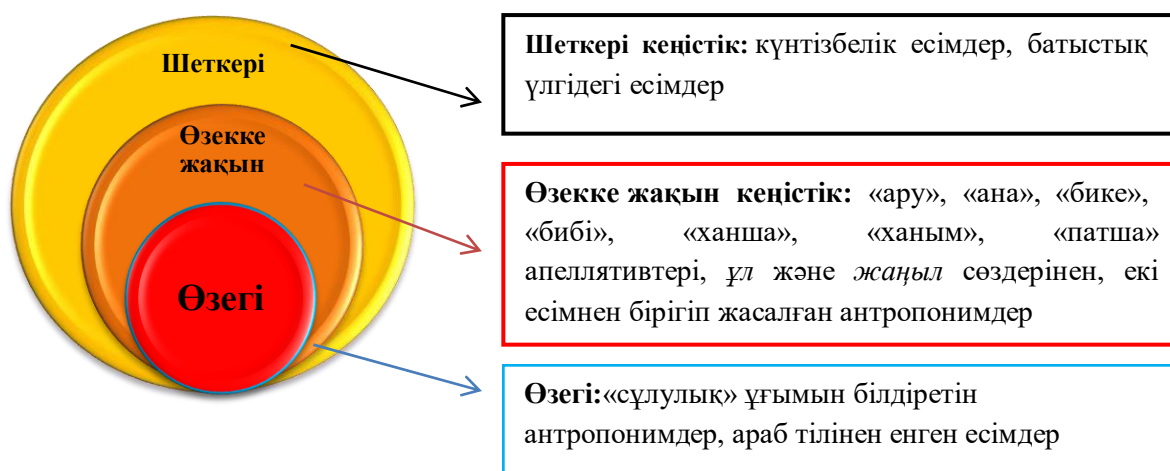 Шеткері
Өзекке
жақын
Өзегі
Шеткері кеңістік: күнтізбелік есімдер, батыстық
үлгідегі есімдер
Өзекке жақын кеңістік: «ару», «ана», «бике»,
«бибі», «ханша», «ханым», «патша»
апеллятивтері, ұл және жаңыл сөздерінен, екі
есімнен бірігіп жасалған антропонимдер
Өзегі:«сұлулық» ұғымын білдіретін
антропонимдер, араб тілінен енген есімдер